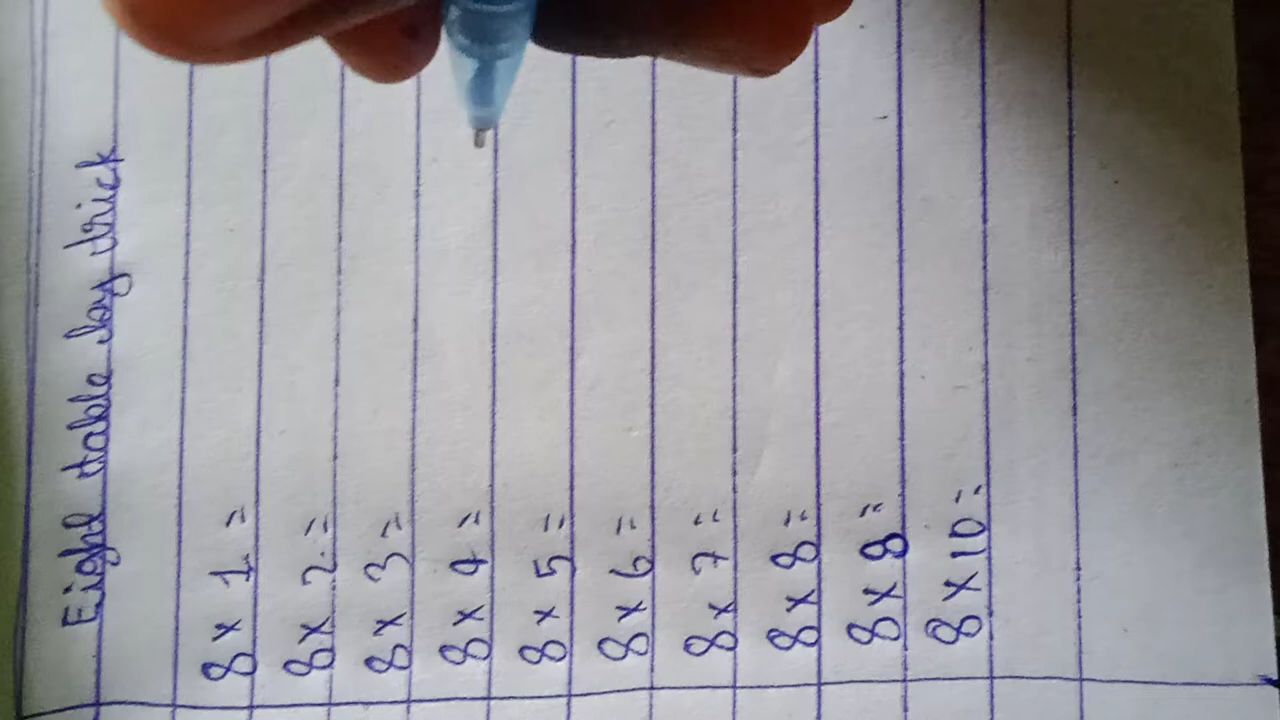 Eight table by trick
8 x 1 =
8 x 2 =
8 x 3 =
8 x 4 =
8 x 5 =
8 x 6 =
8 x 7 =
8 x 8 =
8 x 8 =
8 x 10 =